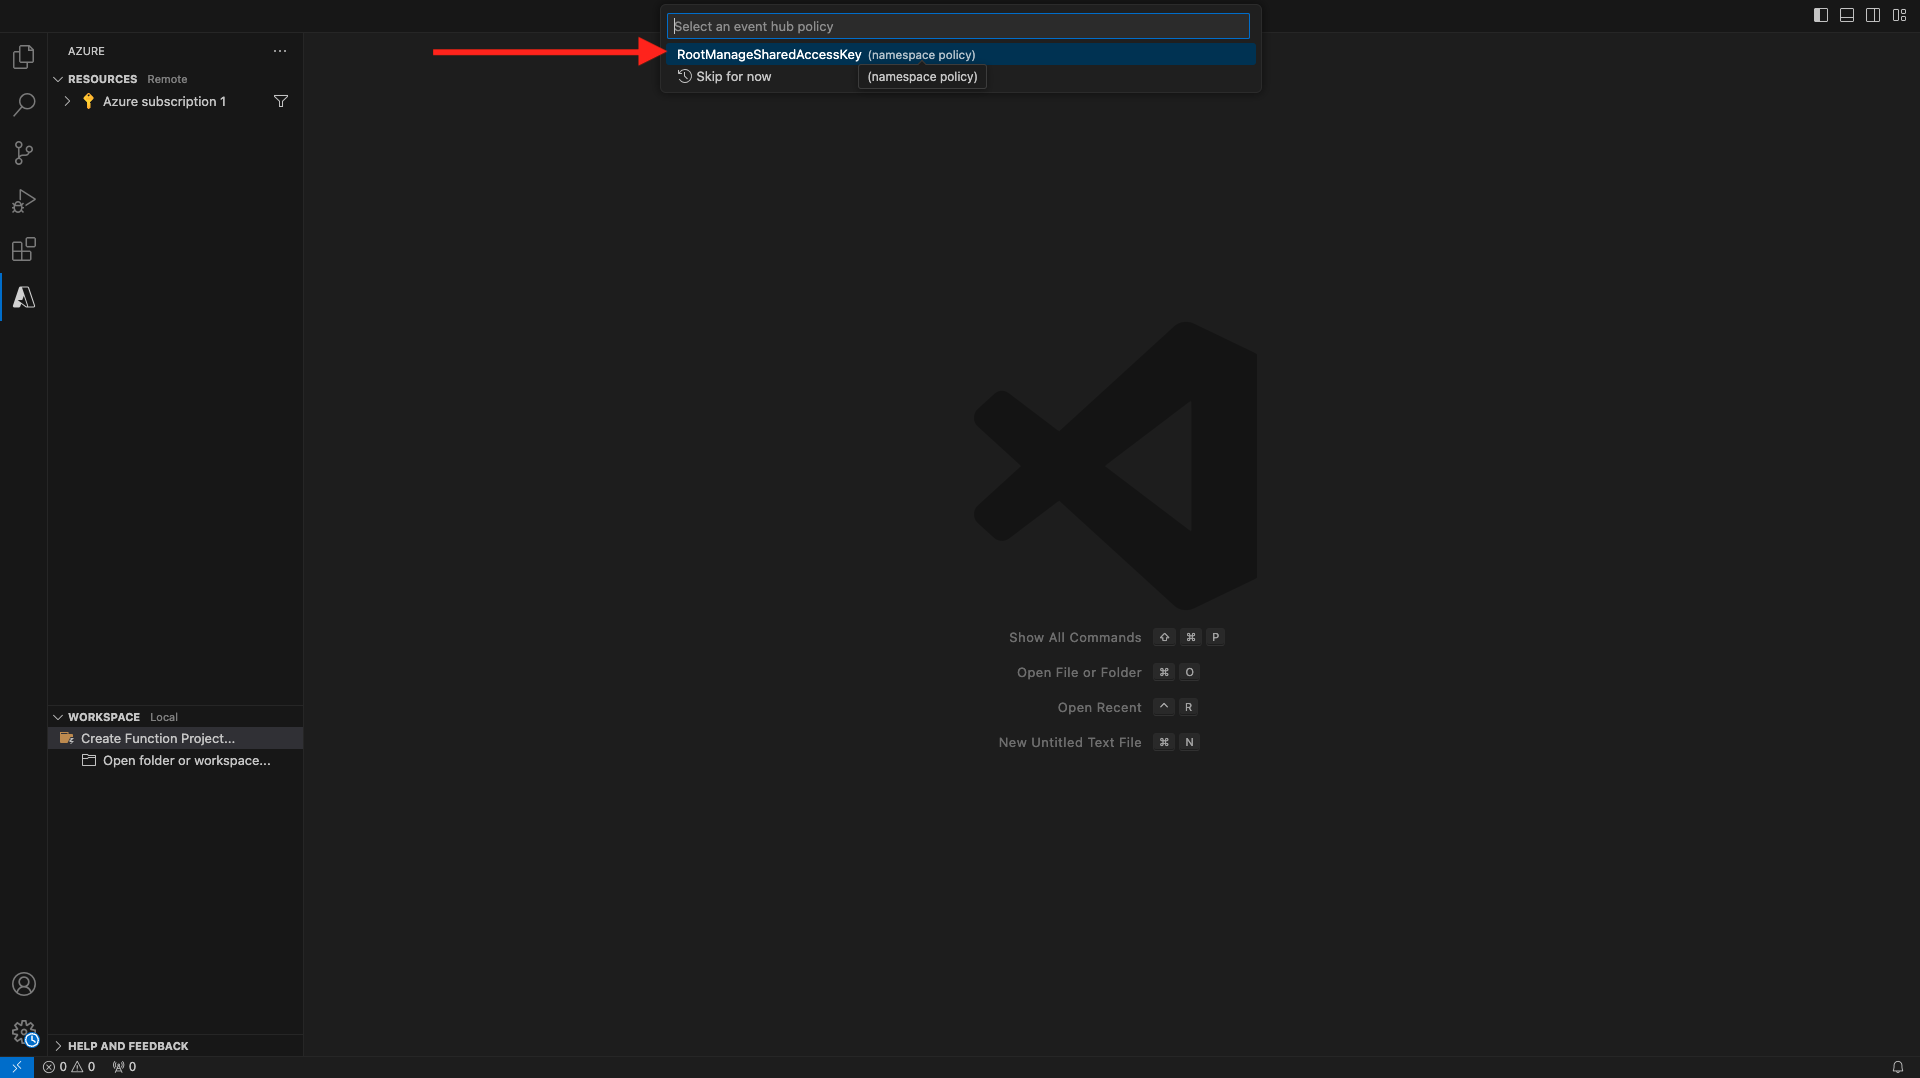 Select an event hub policy
RootManageSharedAccessKey (namespace policy)
Skip for now
(namespace policy)
AZURE
RESOURCES Remote
Azure subscription 1
Show All Commands ⇧ ⌘ P
Open File or Folder ⌘ O
Open Recent ^ R
New Untitled Text File ⌘ N
WORKSPACE Local
Create Function Project...
Open folder or workspace...
HELP AND FEEDBACK
0 0 0